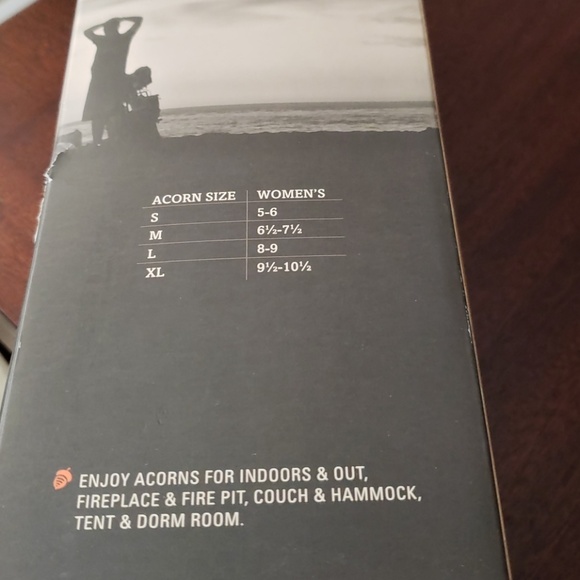 ACORN SIZE WOMEN'S
S 5-6
M 6½-7½
L 8-9
XL 9½-10½
ENJOY ACORNS FOR INDOORS & OUT,
FIREPLACE & FIRE PIT, COUCH & HAMMOCK,
TENT & DORM ROOM.